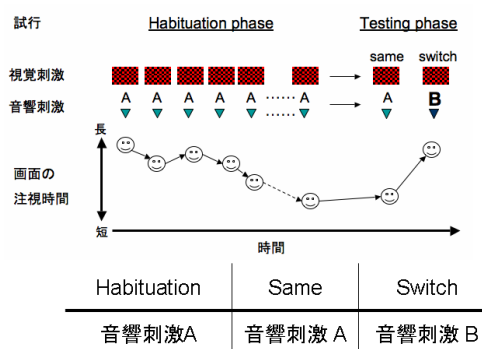 試行 Habituation phase Testing phase
same switch
視覚刺激
音響刺激 A A A A A ……A A B
長
画面の
注視時間
短
時間
Habituation Same Switch
音響刺激A 音響刺激 A 音響刺激 B